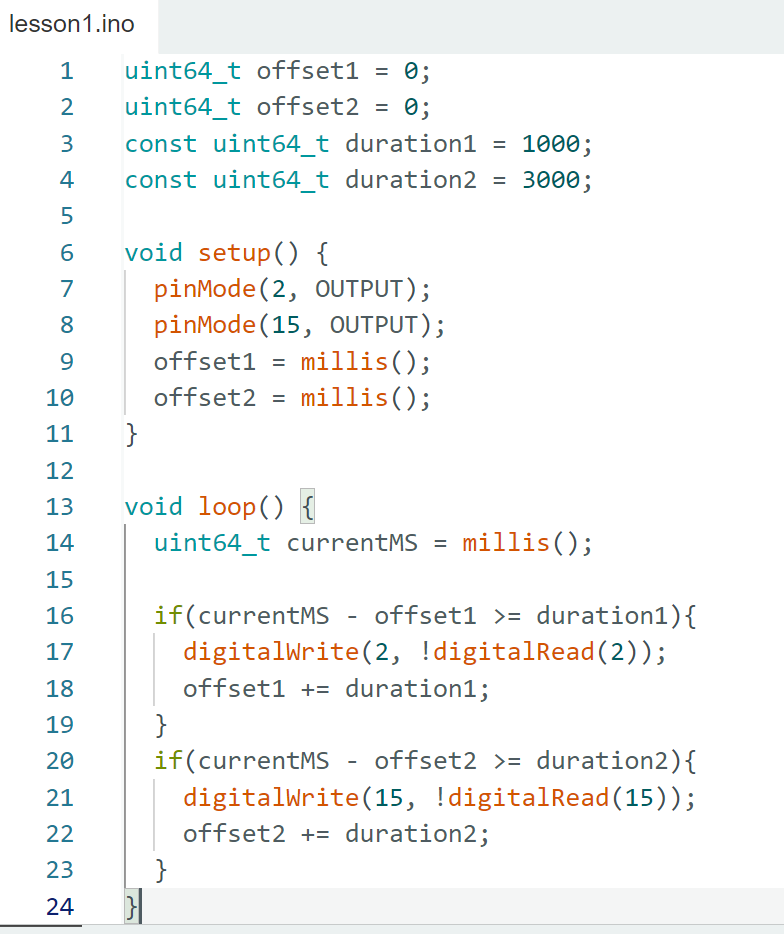 lesson1.ino
1 uint64_t offset1 = 0;
2 uint64_t offset2 = 0;
3 const uint64_t duration1 = 1000;
4 const uint64_t duration2 = 3000;
5
6 void setup() {
7   pinMode(2, OUTPUT);
8   pinMode(15, OUTPUT);
9   offset1 = millis();
10   offset2 = millis();
11 }
12
13 void loop() {
14   uint64_t currentMS = millis();
15
16   if(currentMS - offset1 >= duration1){
17     digitalWrite(2, !digitalRead(2));
18     offset1 += duration1;
19   }
20   if(currentMS - offset2 >= duration2){
21     digitalWrite(15, !digitalRead(15));
22     offset2 += duration2;
23   }
24 }